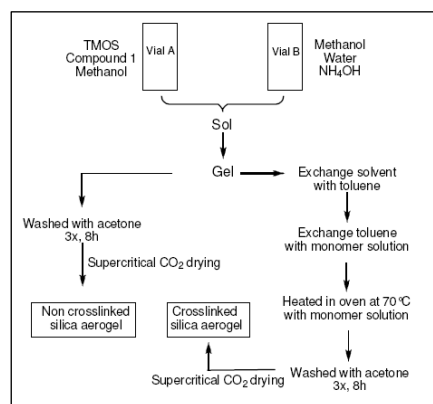 TMOS
Compound 1
Methanol
Vial A
Vial B
Methanol
Water
NH4OH
Sol
Gel
Exchange solvent
with toluene
Washed with acetone
3x, 8h
Exchange toluene
with monomer solution
Supercritical CO2 drying
Heated in oven at 70°C
with monomer solution
Non crosslinked
silica aerogel
Crosslinked
silica aerogel
Washed with acetone
3x, 8h
Supercritical CO2 drying